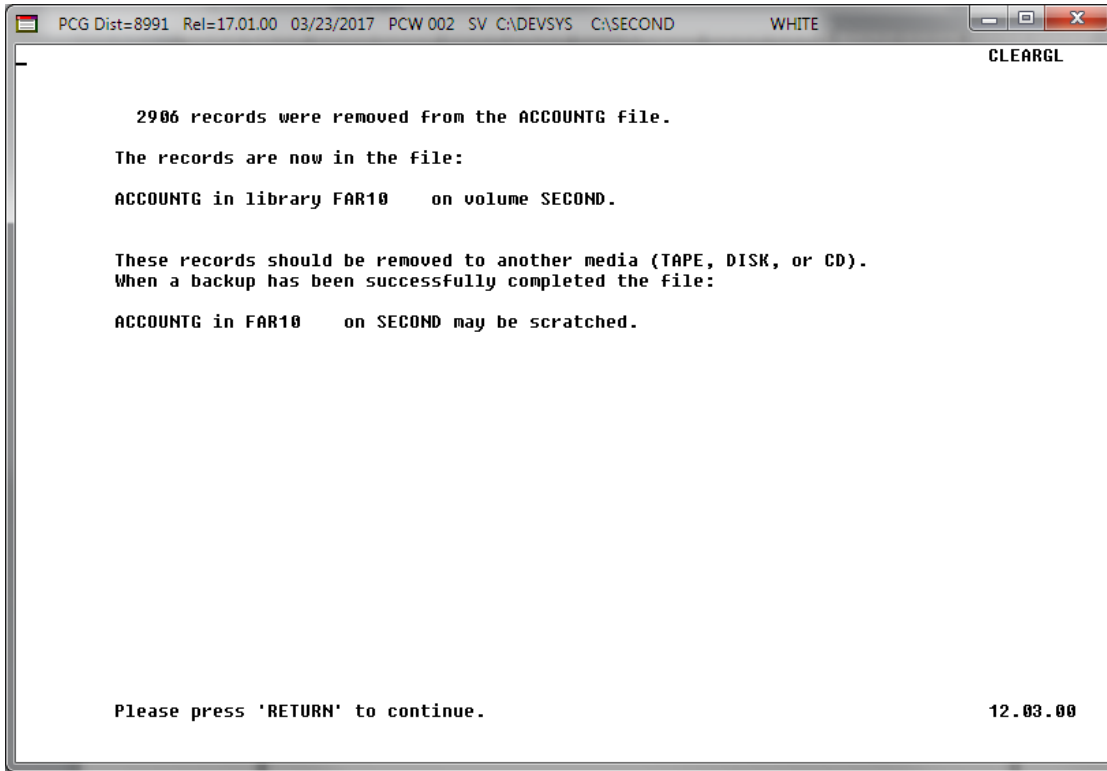 PCG Dist=8991 Rel=17.01.00 03/23/2017 PCW 002 SV C:\DEVSYS C:\SECOND WHITE
CLEARGL
2906 records were removed from the ACCOUNTG file.
The records are now in the file:
ACCOUNTG in library FAR10 on volume SECOND.
These records should be removed to another media (TAPE, DISK, or CD).
When a backup has been successfully completed the file:
ACCOUNTG in FAR10 on SECOND may be scratched.
Please press 'RETURN' to continue. 12.03.00